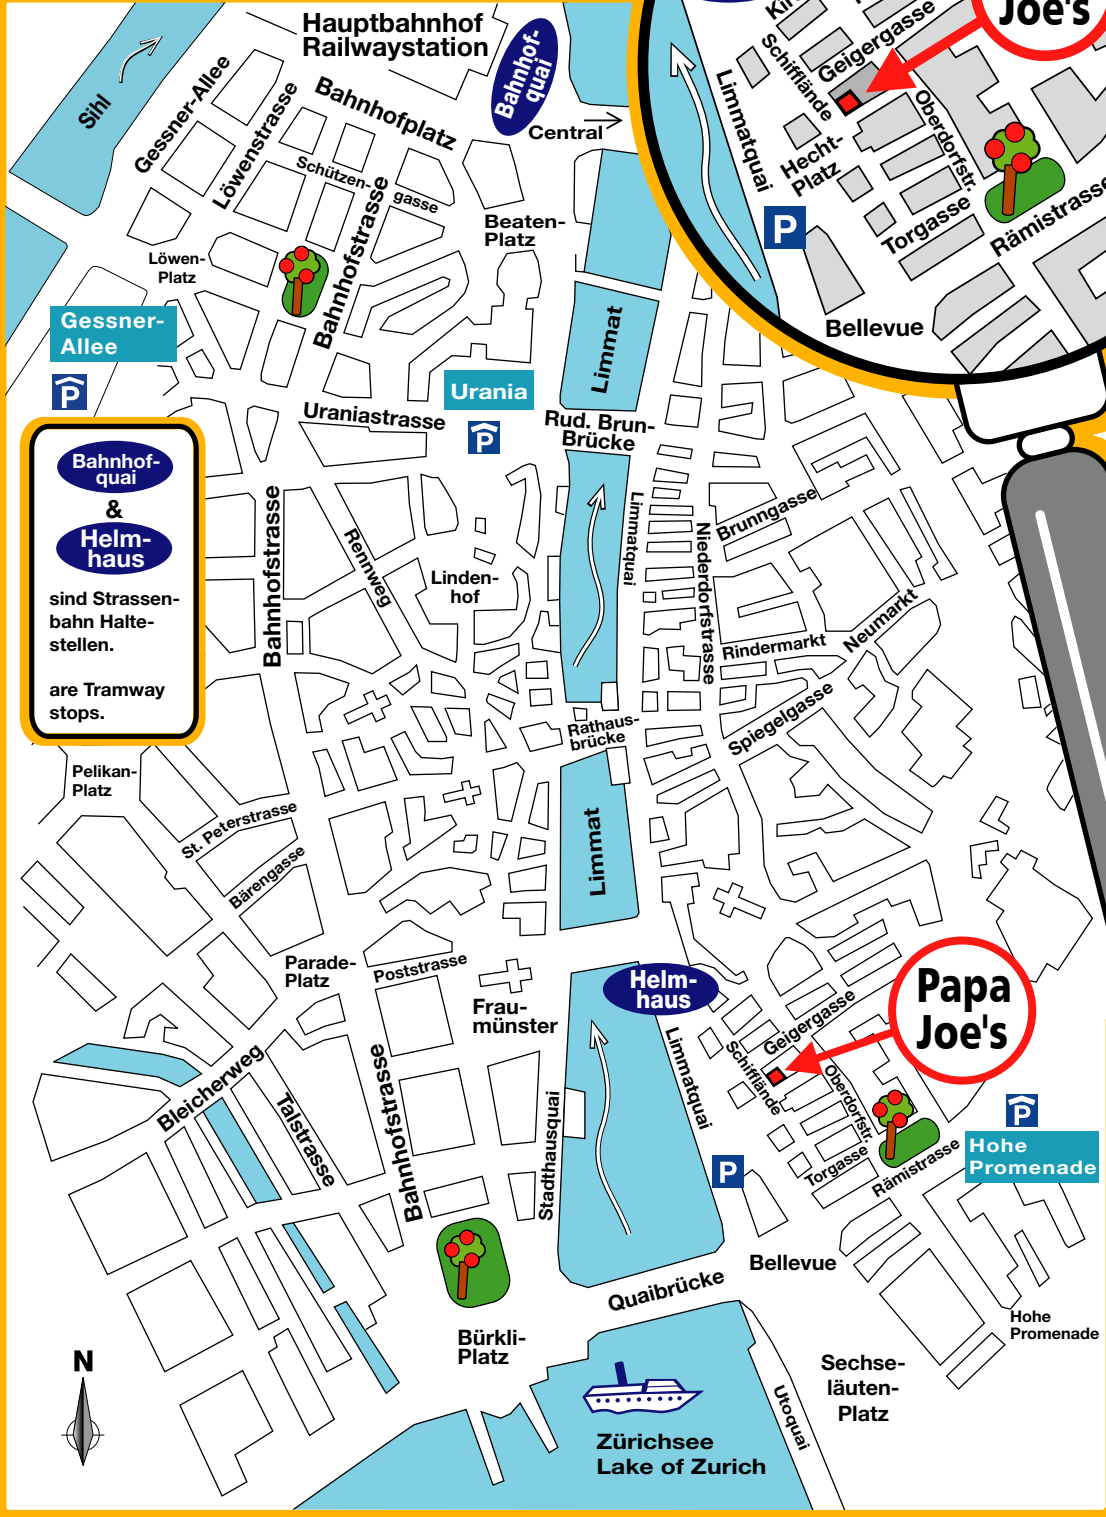 Hauptbahnhof
Railwaystation
Bahnhof-
quai
Central
Sihl
Gessner-Allee
Löwenstrasse
Bahnhofplatz
Schützen-
gasse
Bahnhofstrasse
Beaten-
Platz
Löwen-
Platz
Gessner-
Allee
P
Urania
P
Uraniastrasse
Limmat
Rud. Brun-
Brücke
Joe's
Schifflände
Geigergasse
Limmatquai
Hecht-
Platz
Oberdorfstr.
Torgasse
Rämistrasse
P
Bellevue
Bahnhof-
quai
&
Helm-
haus
sind Strassen-
bahn Halte-
stellen.
are Tramway
stops.
Bahnhofstrasse
Rennweg
Linden-
hof
Limmatquai
Niederdorfstrasse
Brunngasse
Rindermarkt
Neumarkt
Spiegelgasse
Rathaus-
brücke
Pelikan-
Platz
St. Peterstrasse
Bärengasse
Limmat
Parade-
Platz
Poststrasse
Frau-
münster
Helm-
haus
Papa
Joe's
Geigergasse
Schifflände
Limmatquai
Oberdorfstr.
Torgasse
Rämistrasse
P
P
Hohe
Promenade
Bleicherweg
Talstrasse
Bahnhofstrasse
Stadthausquai
Bellevue
Quaibrücke
Hohe
Promenade
Bürkli-
Platz
N
Sechse-
läuten-
Platz
Utoquai
Zürichsee
Lake of Zurich